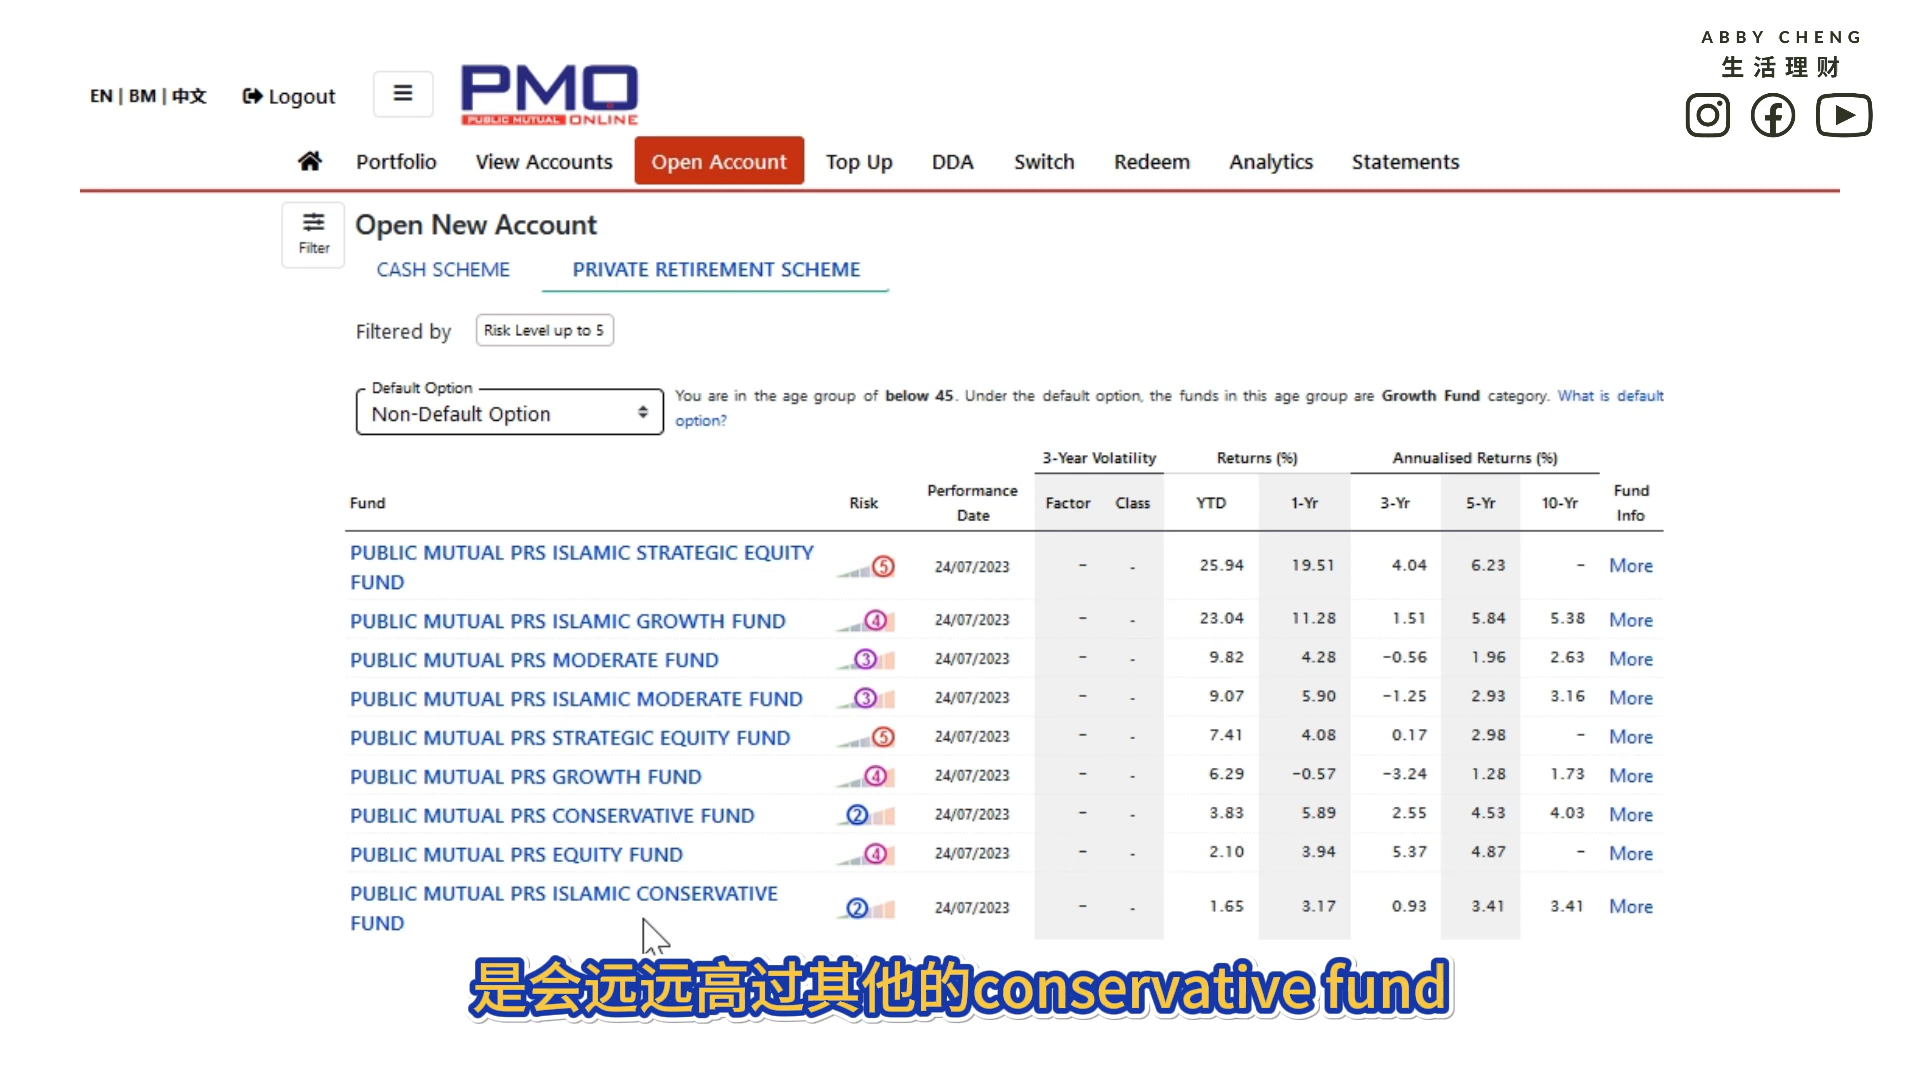 ABBY CHENG
生活理财
EN | BM | 中文
Logout
PMO
PUBLIC MUTUAL ONLINE
Portfolio View Accounts Open Account Top Up DDA Switch Redeem Analytics Statements
Filter
Open New Account
CASH SCHEME PRIVATE RETIREMENT SCHEME
Filtered by Risk Level up to 5
Default Option
Non-Default Option
You are in the age group of below 45. Under the default option, the funds in this age group are Growth Fund category. What is default
option?
3-Year Volatility Returns (%) Annualised Returns (%)
Fund Risk Performance Date Factor Class YTD 1-Yr 3-Yr 5-Yr 10-Yr Fund Info
PUBLIC MUTUAL PRS ISLAMIC STRATEGIC EQUITY
FUND 5 24/07/2023 - - 25.94 19.51 4.04 6.23 - More
PUBLIC MUTUAL PRS ISLAMIC GROWTH FUND 4 24/07/2023 - - 23.04 11.28 1.51 5.84 5.38 More
PUBLIC MUTUAL PRS MODERATE FUND 3 24/07/2023 - - 9.82 4.28 -0.56 1.96 2.63 More
PUBLIC MUTUAL PRS ISLAMIC MODERATE FUND 3 24/07/2023 - - 9.07 5.90 -1.25 2.93 3.16 More
PUBLIC MUTUAL PRS STRATEGIC EQUITY FUND 5 24/07/2023 - - 7.41 4.08 0.17 2.98 - More
PUBLIC MUTUAL PRS GROWTH FUND 4 24/07/2023 - - 6.29 -0.57 -3.24 1.28 1.73 More
PUBLIC MUTUAL PRS CONSERVATIVE FUND 2 24/07/2023 - - 3.83 5.89 2.55 4.53 4.03 More
PUBLIC MUTUAL PRS EQUITY FUND 4 24/07/2023 - - 2.10 3.94 5.37 4.87 - More
PUBLIC MUTUAL PRS ISLAMIC CONSERVATIVE
FUND 2 24/07/2023 - - 1.65 3.17 0.93 3.41 3.41 More
是会远远高过其他的conservative fund